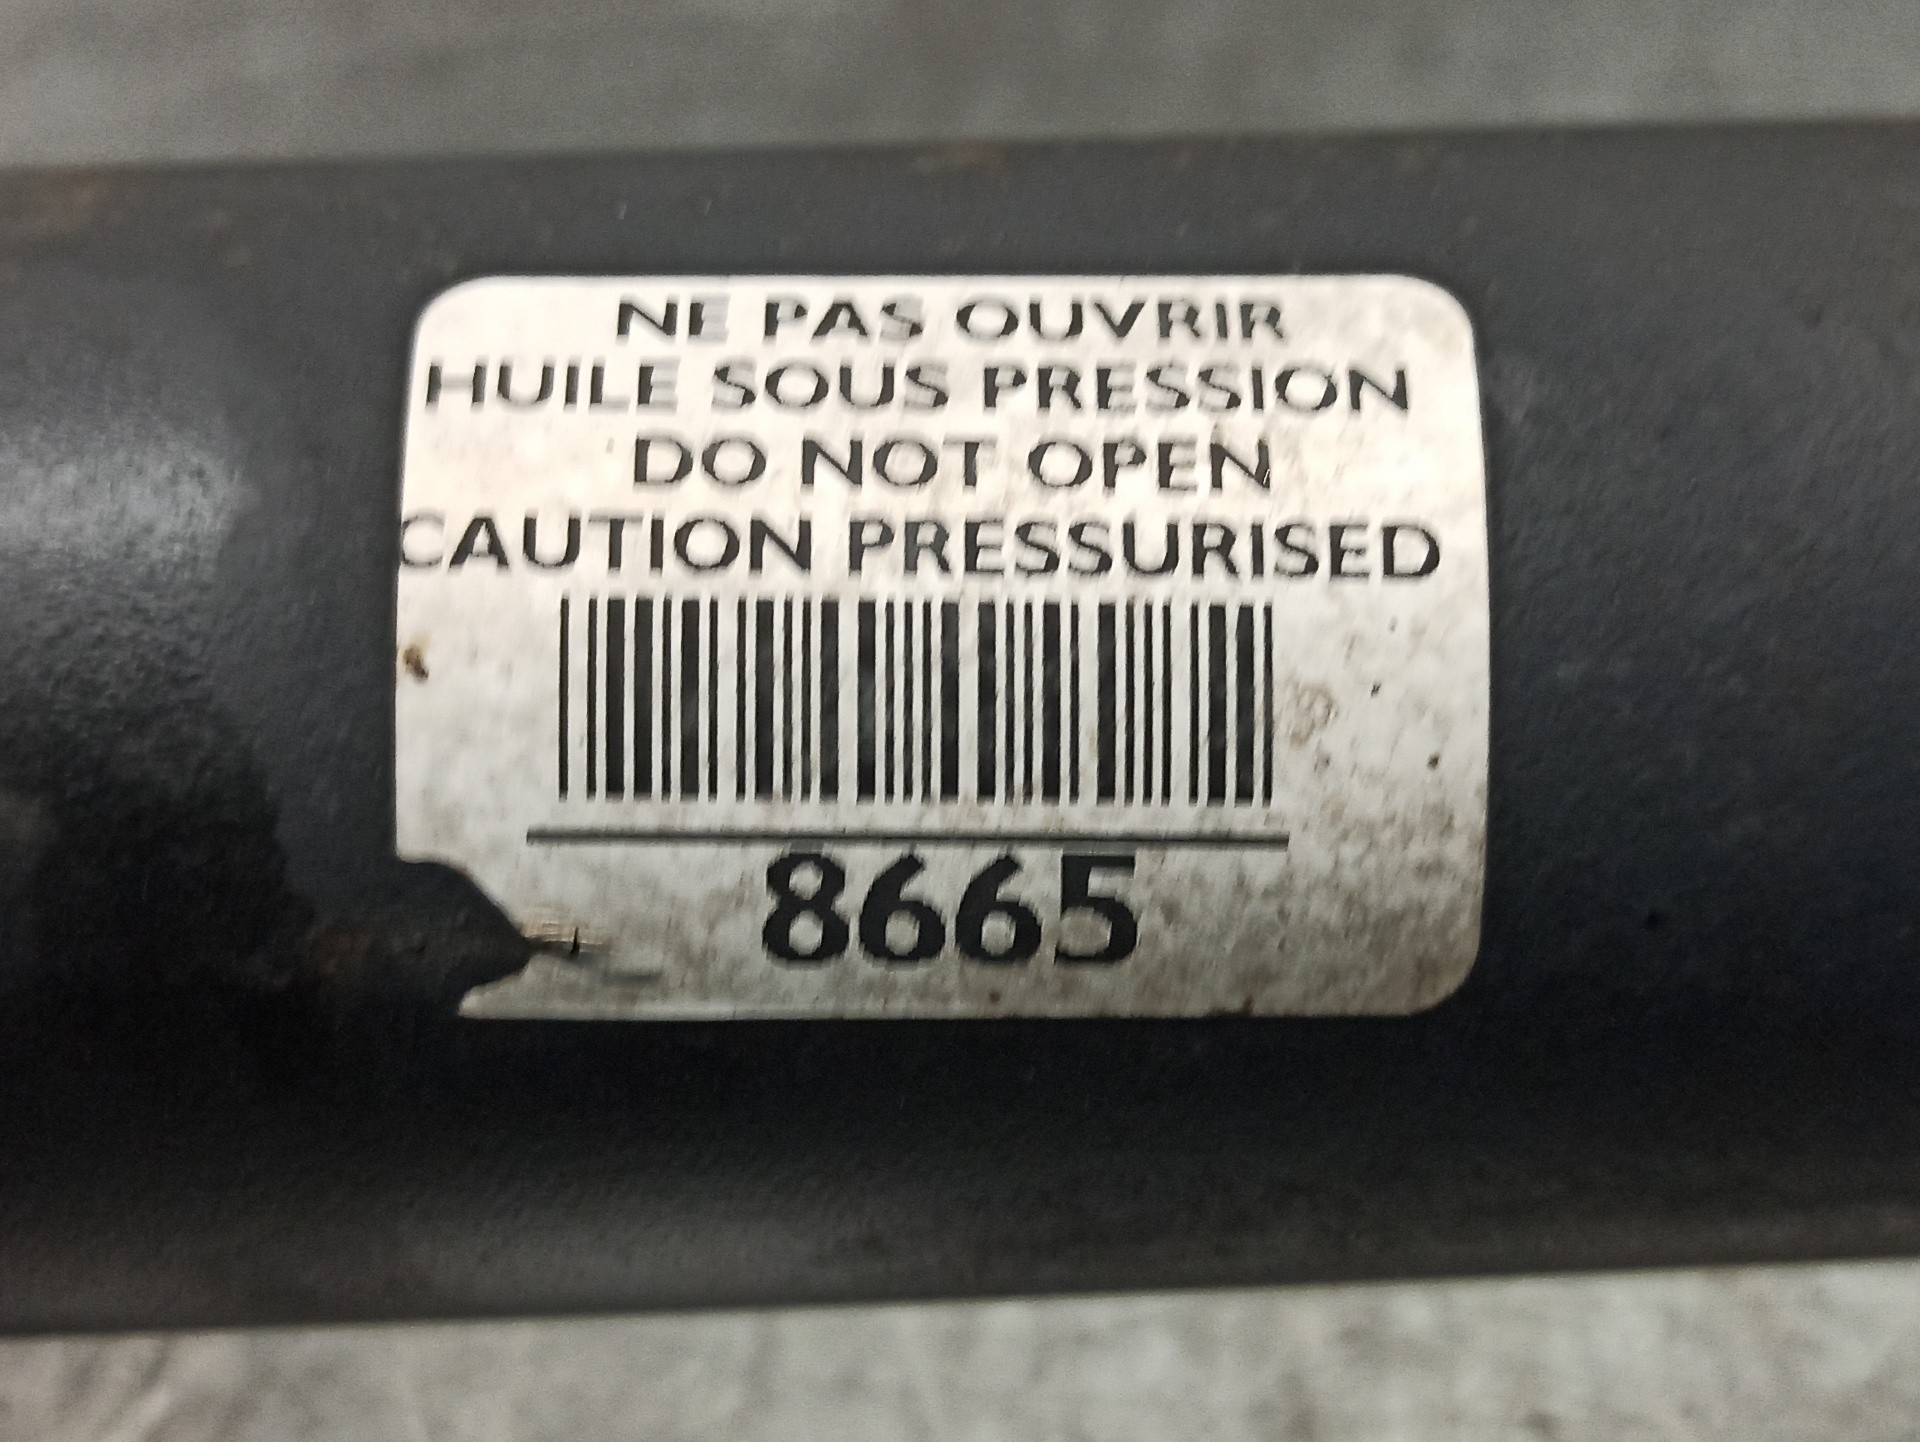 NE PAS OUVRIR
HUILE SOUS PRESSION
DO NOT OPEN
CAUTION PRESSURISED
8665